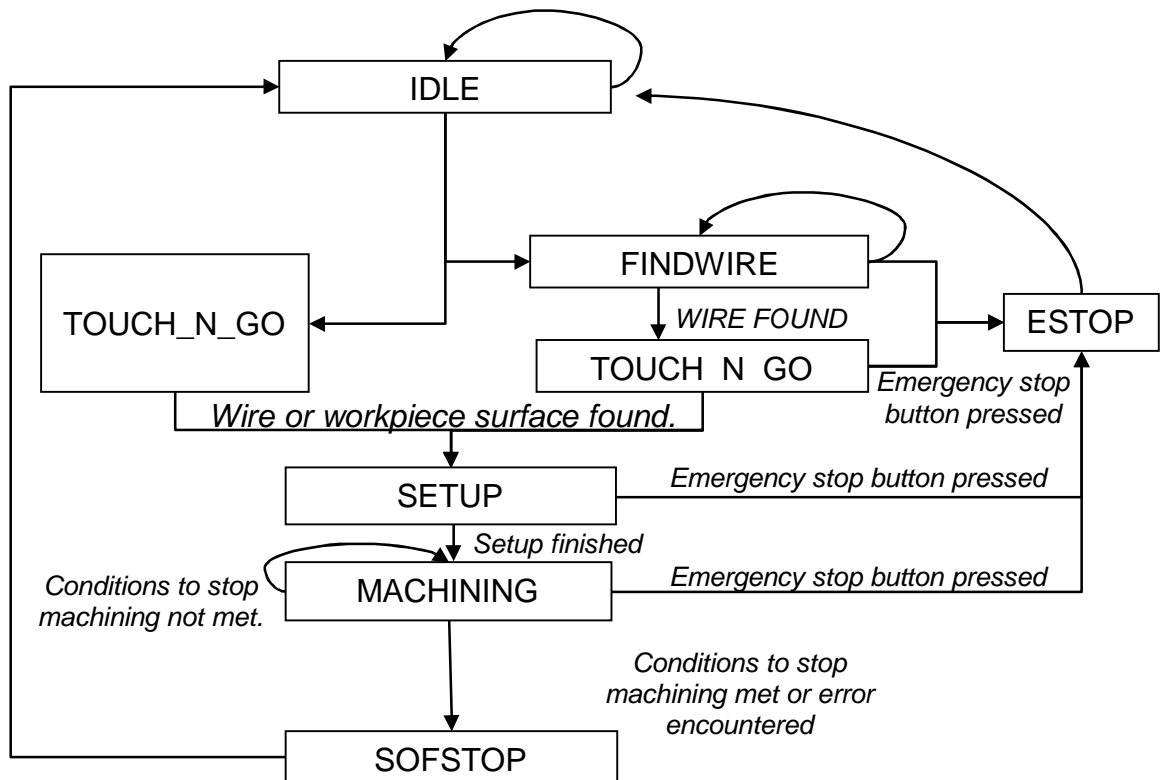 IDLE
FINDWIRE
TOUCH_N_GO
WIRE FOUND
ESTOP
TOUCH N GO
Emergency stop
button pressed
Wire or workpiece surface found.
SETUP
Emergency stop button pressed
Setup finished
Conditions to stop
machining not met.
MACHINING
Emergency stop button pressed
Conditions to stop
machining met or error
encountered
SOFSTOP